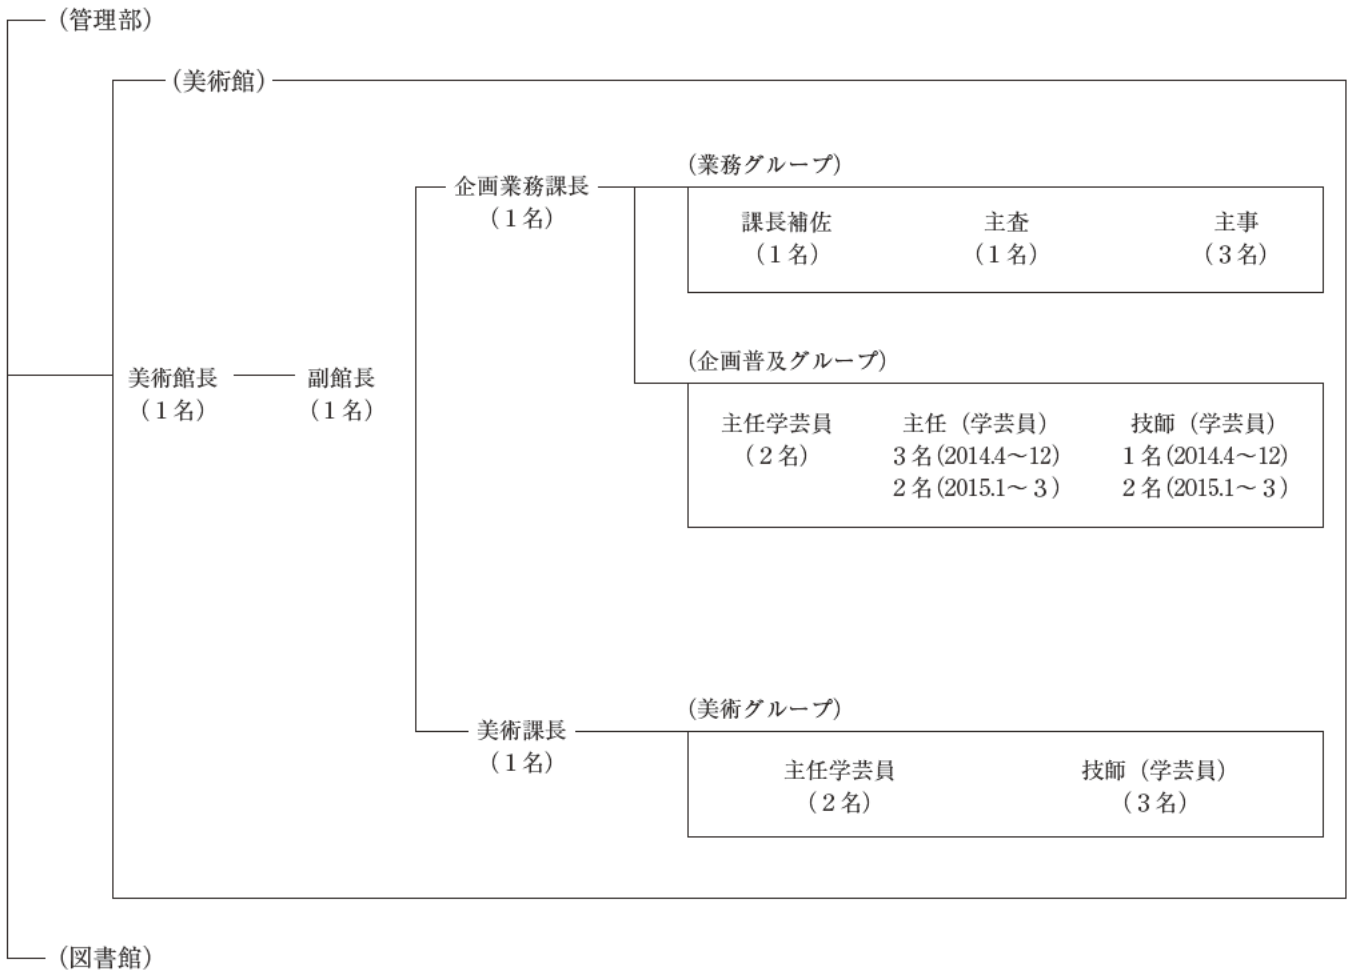 （管理部）
（美術館）
（業務グループ）
企画業務課長
（１名）
課長補佐 主査 主事
（１名） （１名） （３名）
（企画普及グループ）
美術館長 副館長
（１名） （１名）
主任学芸員 主任（学芸員） 技師（学芸員）
（２名） ３名(2014.4〜12) １名(2014.4〜12)
２名(2015.1〜３) ２名(2015.1〜３)
（美術グループ）
美術課長
（１名）
主任学芸員 技師（学芸員）
（２名） （３名）
（図書館）